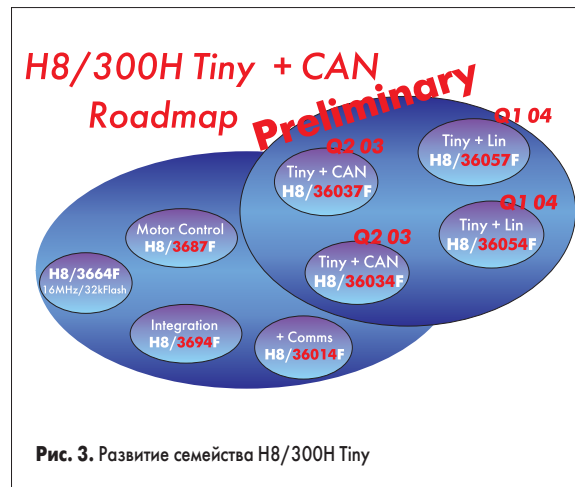 H8/300H Tiny + CAN
Roadmap
Preliminary
Q1 04
Tiny + Lin
H8/36057F
Q2 03
Tiny + CAN
H8/36037F
Q1 04
Tiny + Lin
H8/36054F
Q2 03
Tiny + CAN
H8/36034F
Motor Control
H8/3687F
H8/3664F
16MHz/32kFlash
Integration
H8/3694F
+ Comms
H8/36014F
Рис. 3. Развитие семейства H8/300H Tiny